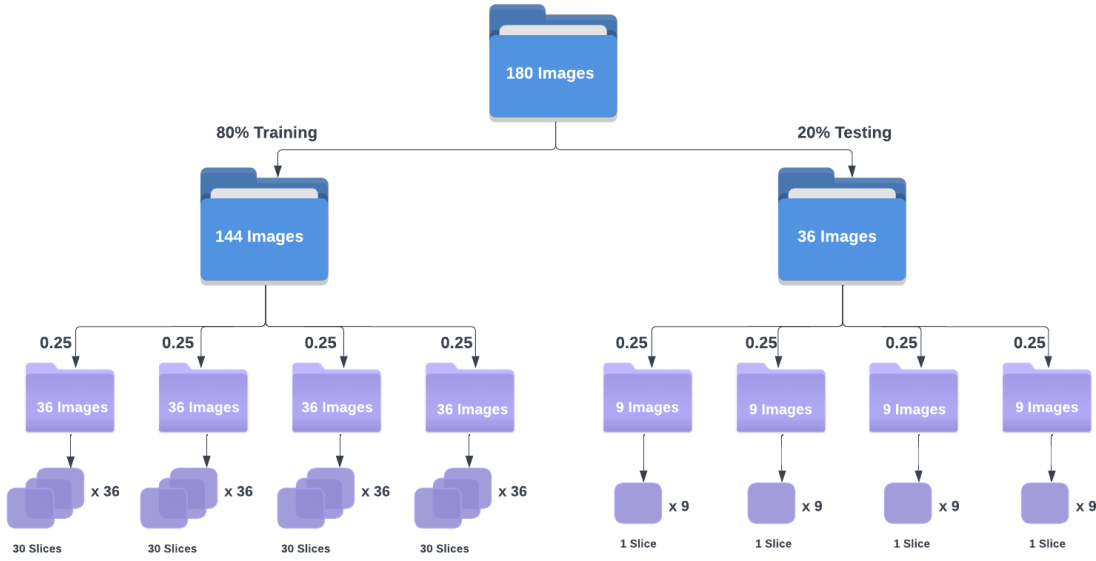 180 Images
80% Training
20% Testing
144 Images
36 Images
0.25
0.25
0.25
0.25
0.25
0.25
0.25
0.25
36 Images
36 Images
36 Images
36 Images
9 Images
9 Images
9 Images
9 Images
x 36
x 36
x 36
x 36
x 9
x 9
x 9
x 9
30 Slices
30 Slices
30 Slices
30 Slices
1 Slice
1 Slice
1 Slice
1 Slice